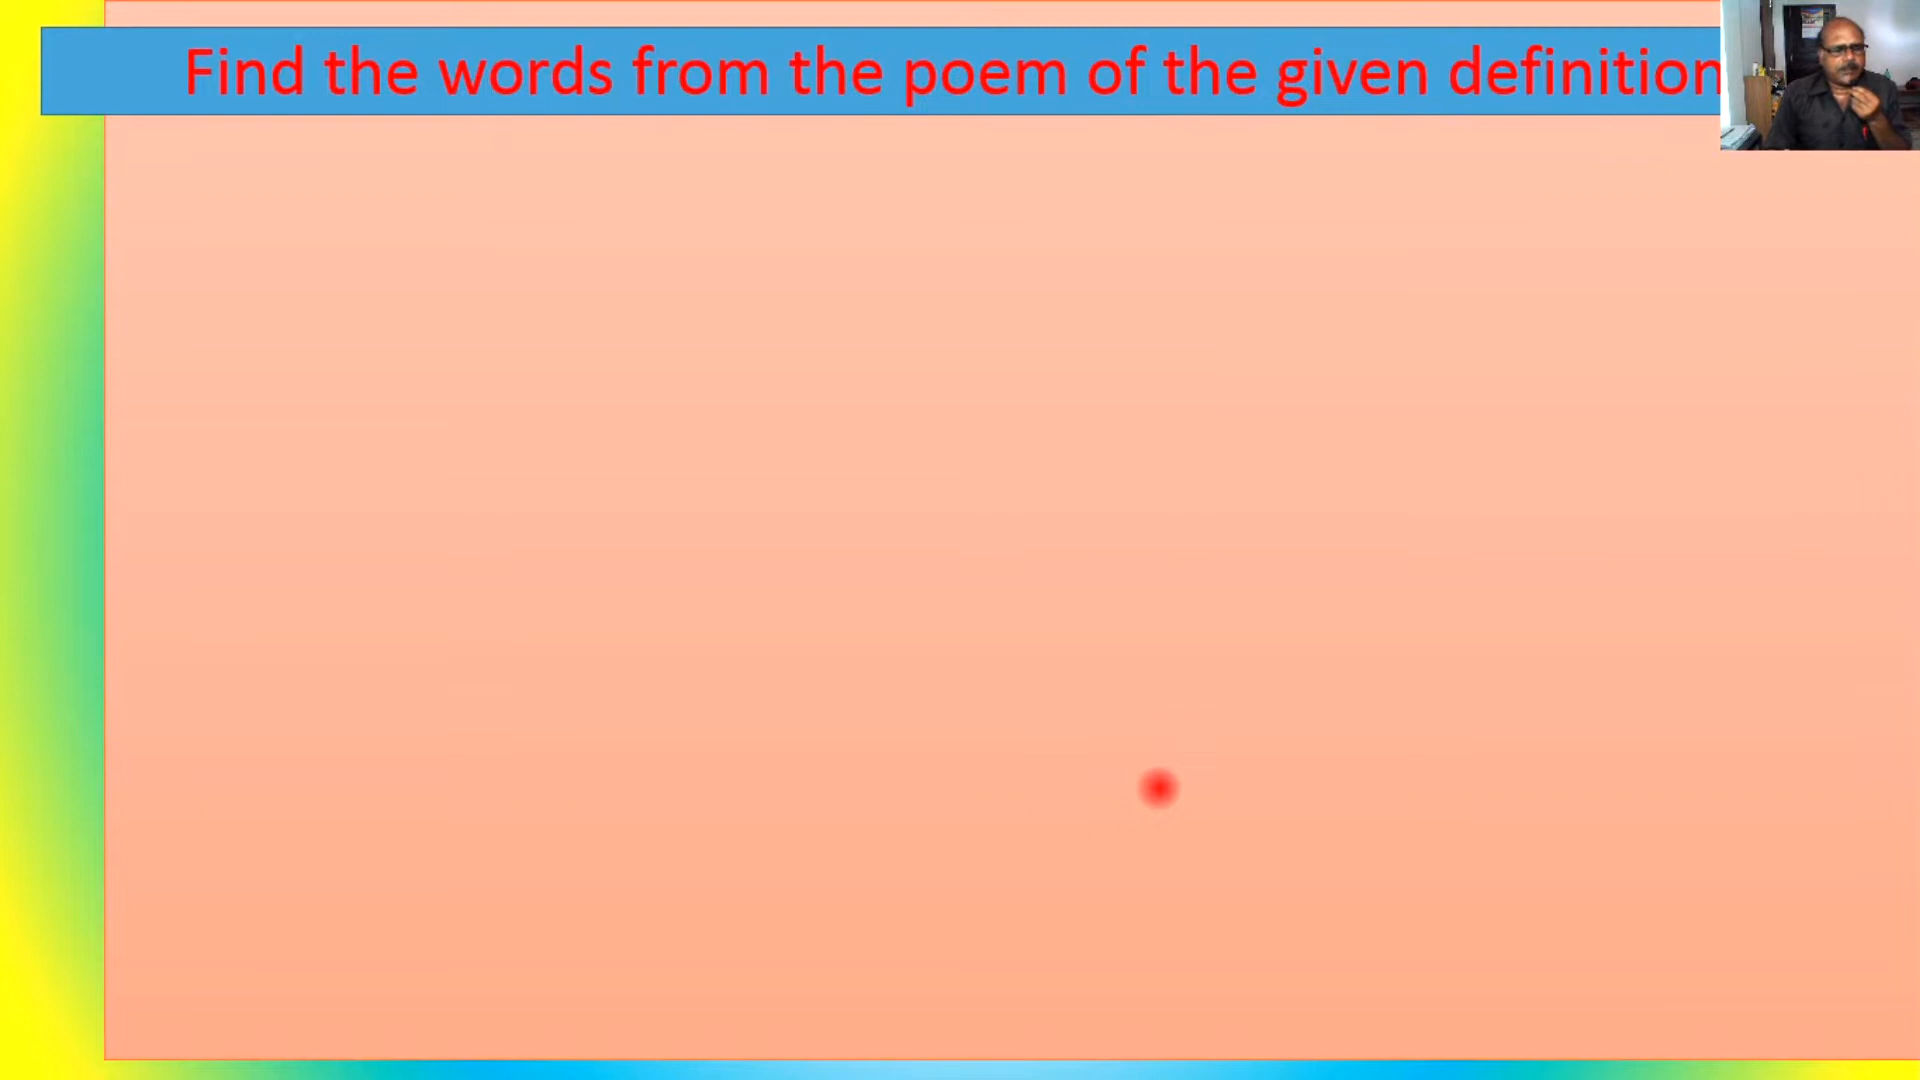 Find the words from the poem of the given definition